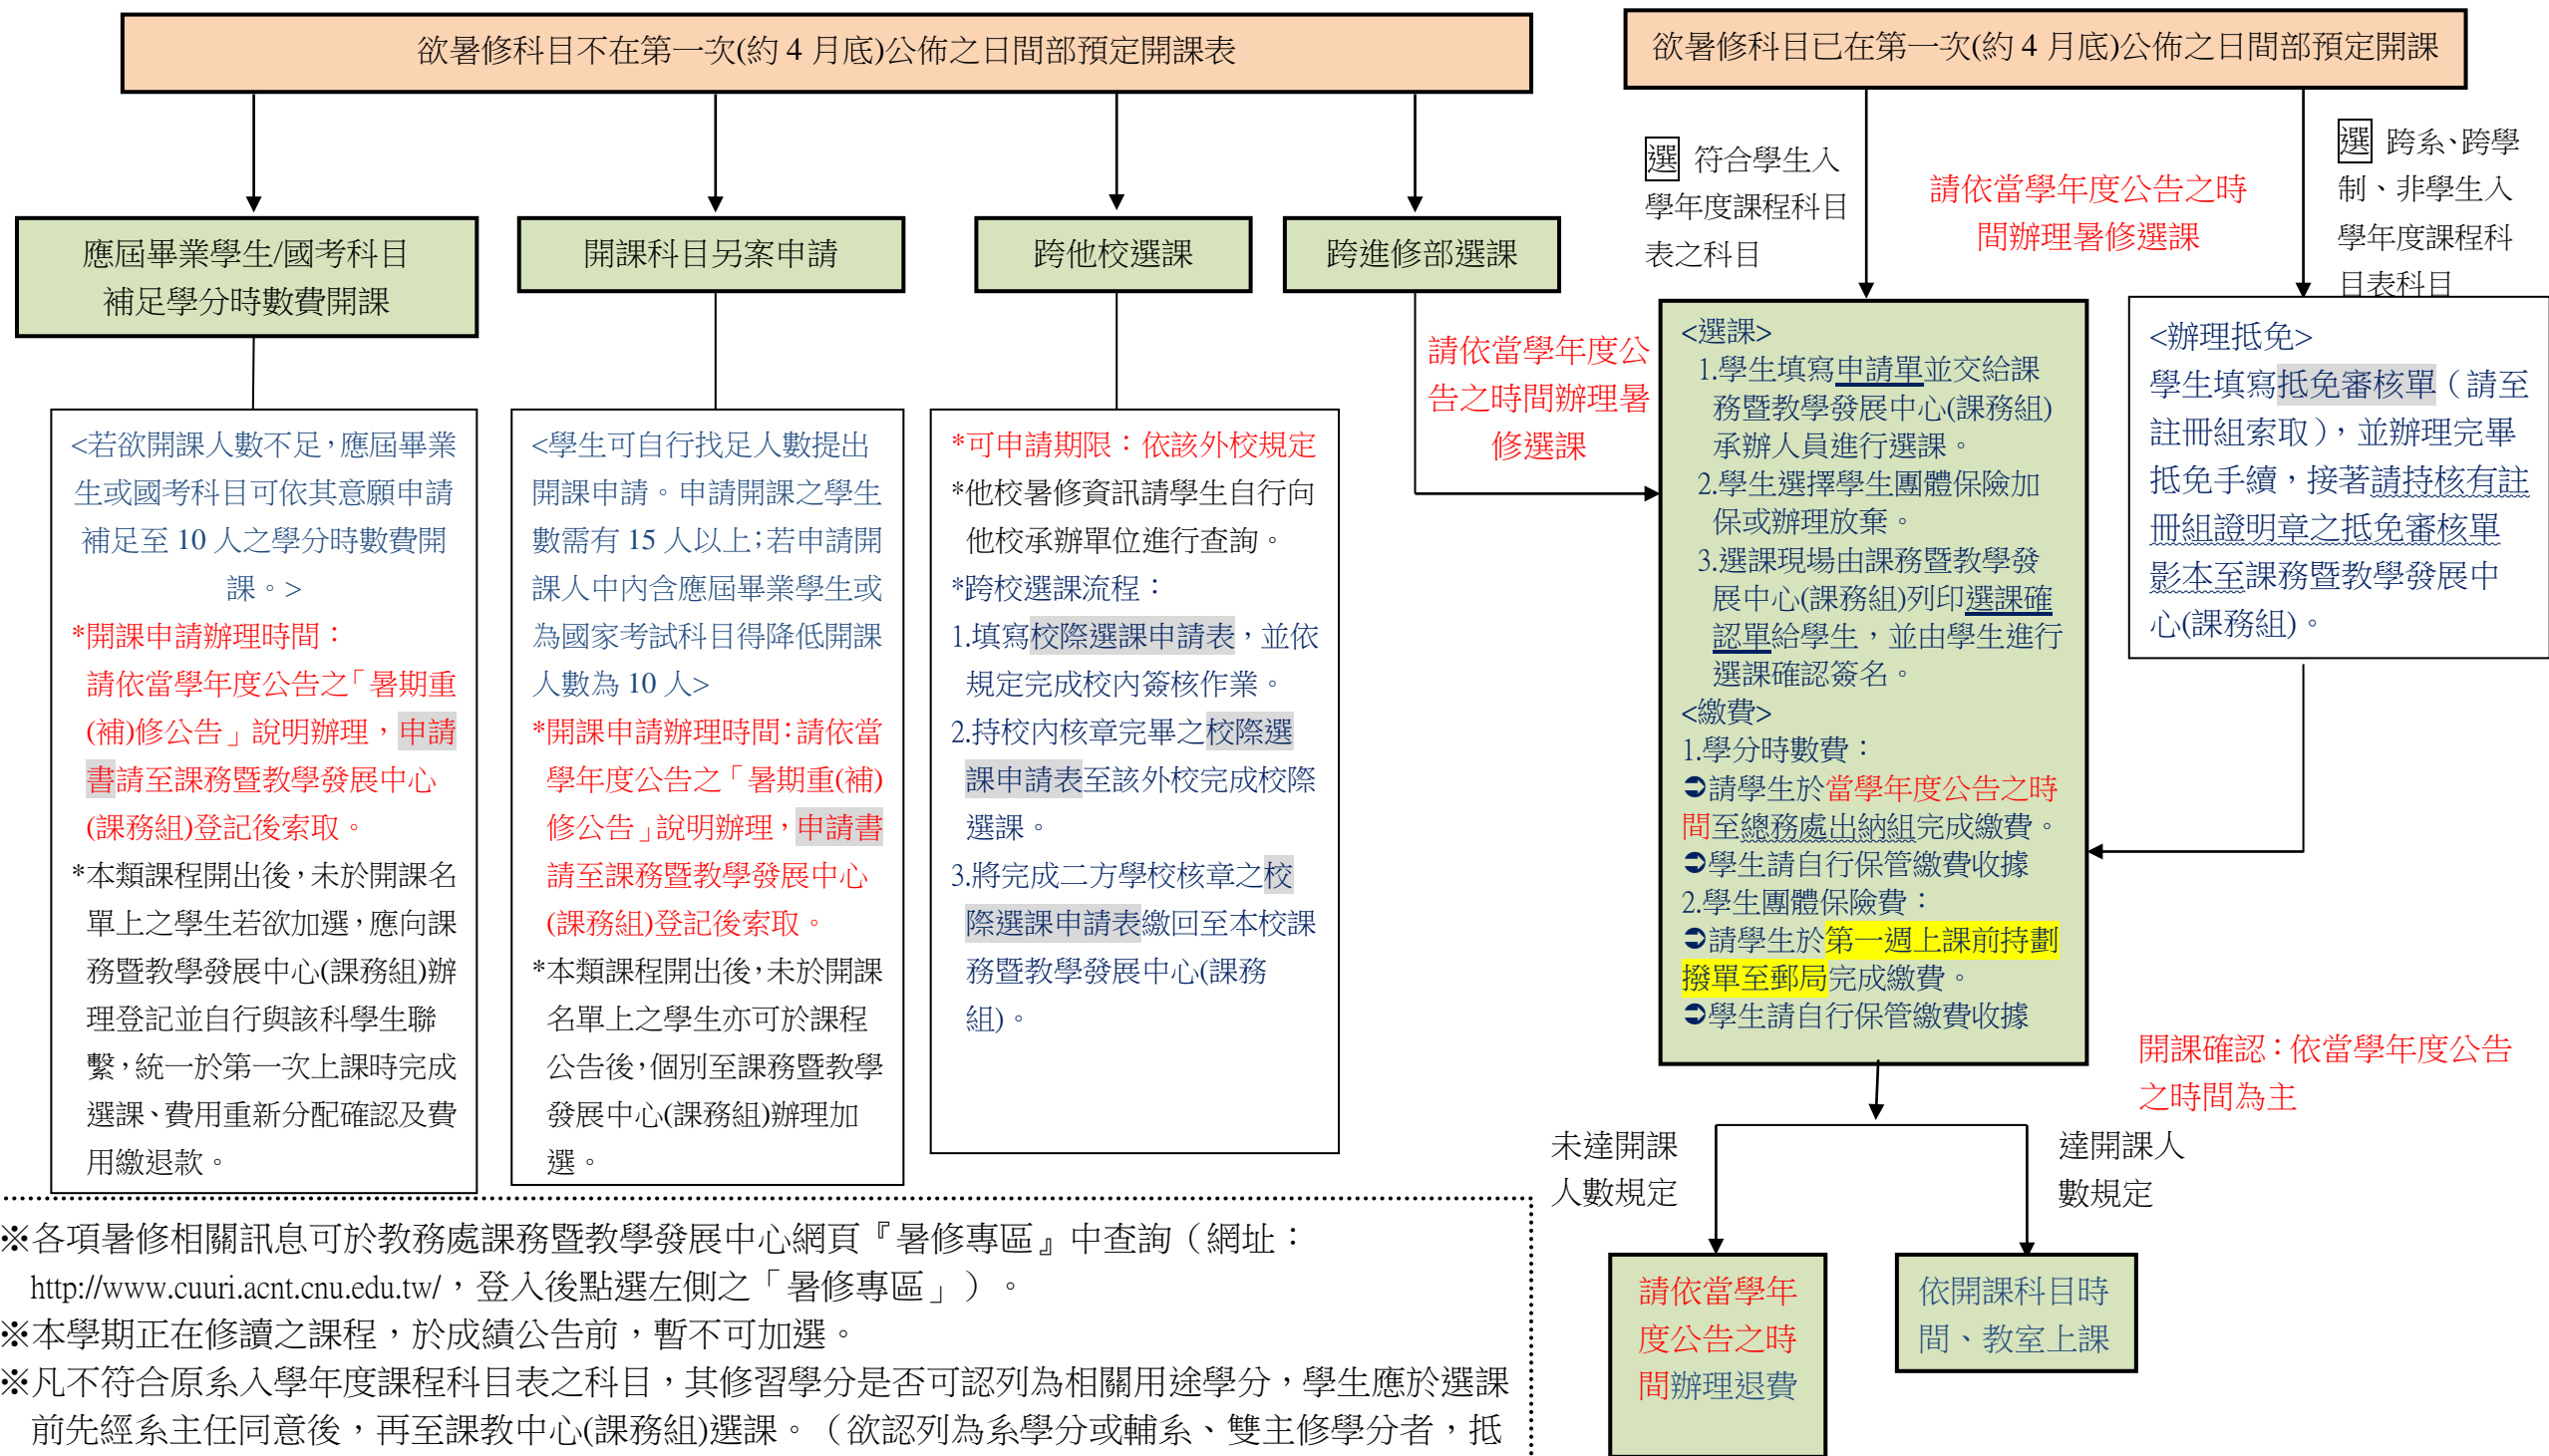 欲暑修科目不在第一次(約 4 月底)公佈之日間部預定開課表
應屆畢業學生/國考科目
補足學分時數費開課
<若欲開課人數不足,應屆畢業
生或國考科目可依其意願申請
補足至 10 人之學分時數費開
課。>
*開課申請辦理時間：
請依當學年度公告之「暑期重
(補)修公告」說明辦理，申請
書請至課務暨教學發展中心
(課務組)登記後索取。
*本類課程開出後，未於開課名
單上之學生若欲加選，應向課
務暨教學發展中心(課務組)辦
理登記並自行與該科學生聯
繫，統一於第一次上課時完成
選課、費用重新分配確認及費
用繳退款。
開課科目另案申請
<學生可自行找足人數提出
開課申請。申請開課之學生
數需有 15 人以上；若申請開
課人中內含應屆畢業學生或
為國家考試科目得降低開課
人數為 10 人>
*開課申請辦理時間：請依當
學年度公告之「暑期重(補)
修公告」說明辦理，申請書
請至課務暨教學發展中心
(課務組)登記後索取。
*本類課程開出後，未於開課
名單上之學生亦可於課程
公告後，個別至課務暨教學
發展中心(課務組)辦理加
選。
跨他校選課
*可申請期限：依該外校規定
*他校暑修資訊請學生自行向
他校承辦單位進行查詢。
*跨校選課流程：
1.填寫校際選課申請表，並依
規定完成校內簽核作業。
2.持校內核章完畢之校際選
課申請表至該外校完成校際
選課。
3.將完成二方學校核章之校
際選課申請表繳回至本校課
務暨教學發展中心(課務
組)。
跨進修部選課
請依當學年度公
告之時間辦理暑
修選課
欲暑修科目已在第一次(約 4 月底)公佈之日間部預定開課
選 符合學生入
學年度課程科目
表之科目
請依當學年度公告之時
間辦理暑修選課
選 跨系、跨學
制、非學生入
學年度課程科
目表科目
<選課>
1.學生填寫申請單並交給課
務暨教學發展中心(課務組)
承辦人員進行選課。
2.學生選擇學生團體保險加
保或辦理放棄。
3.選課現場由課務暨教學發
展中心(課務組)列印選課確
認單給學生，並由學生進行
選課確認簽名。
<繳費>
1.學分時數費：
➲請學生於當學年度公告之時
間至總務處出納組完成繳費。
➲學生請自行保管繳費收據
2.學生團體保險費：
➲請學生於第一週上課前持劃
撥單至郵局完成繳費。
➲學生請自行保管繳費收據
<辦理抵免>
學生填寫抵免審核單（請至
註冊組索取），並辦理完畢
抵免手續，接著請持核有註
冊組證明章之抵免審核單
影本至課務暨教學發展中
心(課務組)。
開課確認：依當學年度公告
之時間為主
未達開課
人數規定
達開課人
數規定
請依當學年
度公告之時
間辦理退費
依開課科目時
間、教室上課
※各項暑修相關訊息可於教務處課務暨教學發展中心網頁『暑修專區』中查詢（網址：
http://www.cuuri.acnt.cnu.edu.tw/，登入後點選左側之「暑修專區」）。
※本學期正在修讀之課程，於成績公告前，暫不可加選。
※凡不符合原系入學年度課程科目表之科目，其修習學分是否可認列為相關用途學分，學生應於選課
前先經系主任同意後，再至課教中心(課務組)選課。（欲認列為系學分或輔系、雙主修學分者，抵